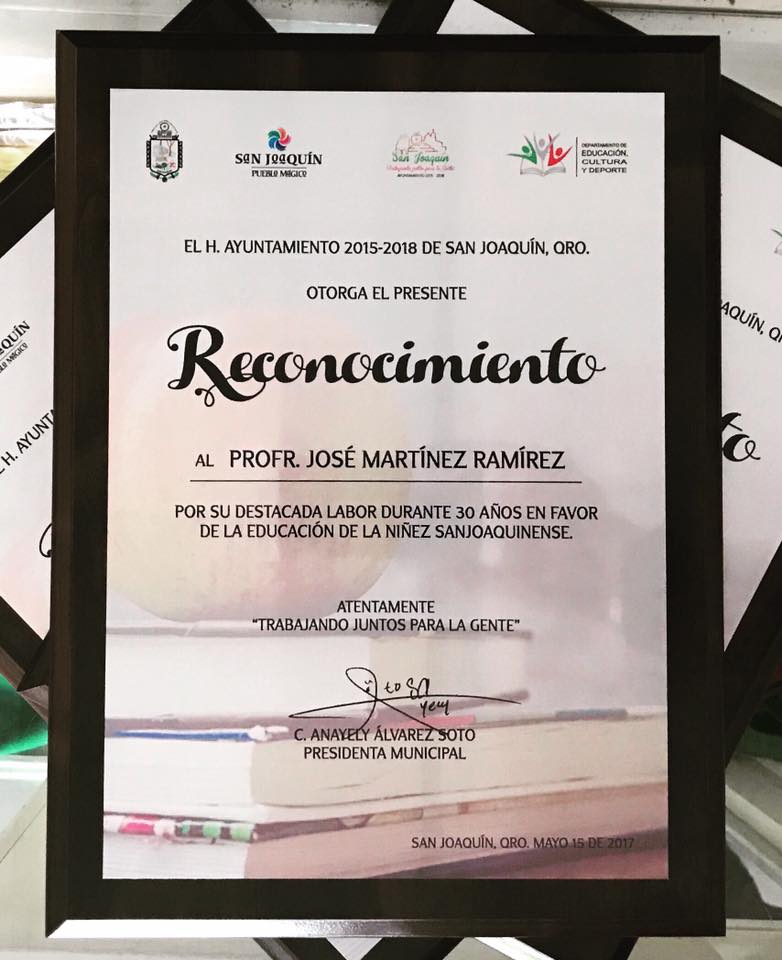 SAN JOAQUÍN
PUEBLO MÁGICO
San Joaquín
AYUNTAMIENTO 2015 - 2018
DEPARTAMENTO DE
EDUCACIÓN,
CULTURA
Y DEPORTE
EL H. AYUNTAMIENTO 2015-2018 DE SAN JOAQUÍN, QRO.
OTORGA EL PRESENTE
Reconocimiento
AL PROFR. JOSÉ MARTÍNEZ RAMÍREZ
POR SU DESTACADA LABOR DURANTE 30 AÑOS EN FAVOR
DE LA EDUCACIÓN DE LA NIÑEZ SANJOAQUINENSE.
ATENTAMENTE
“TRABAJANDO JUNTOS PARA LA GENTE”
C. ANAYELY ÁLVAREZ SOTO
PRESIDENTA MUNICIPAL
SAN JOAQUÍN, QRO. MAYO 15 DE 2017